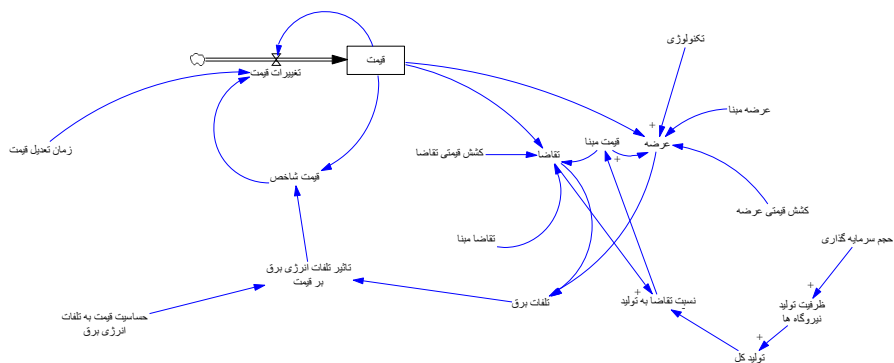 تکنولوژی
قیمت
تغییرات قیمت
عرضه مبنا
زمان تعدیل قیمت
قیمت مبنا
+
عرضه
کشش قیمتی تقاضا
تقاضا
+
قیمت شاخص
کشش قیمتی عرضه
تقاضا مبنا
حجم سرمایه گذاری
تاثیر تلفات انرژی برق
بر قیمت
حساسیت قیمت به تلفات
انرژی برق
تلفات برق
+
نسبت تقاضا به تولید
-
+
ظرفیت تولید
نیروگاه ها
+
تولید کل